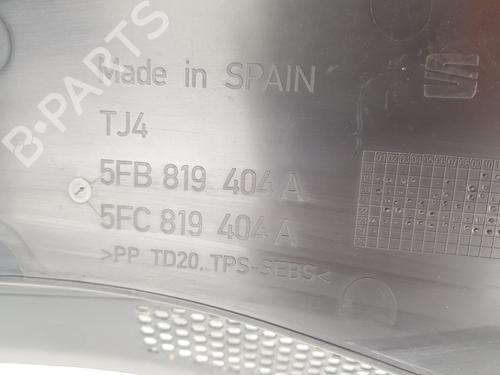 B-PARTS
Made in SPAIN
TJ4
5FB 819 404 A
5FC 819 404 A
>PP TD20.TPS-SEBS<